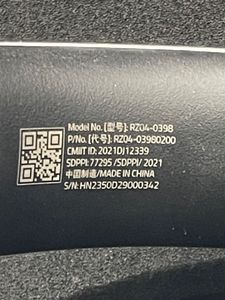 Model No. [型号]: RZ04-0398
P/No. [代号]: RZ04-03980200
CMIIT ID: 2021DJ12339
SDPPI: 77295 /SDPPI/ 2021
中国制造/MADE IN CHINA
S/N: HN2350D29000342